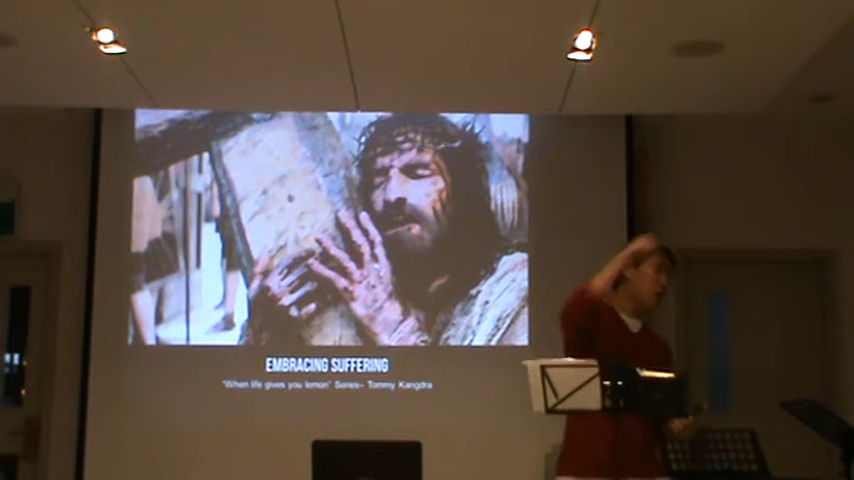 EMBRACING SUFFERING
"When life gives you lemon" Series– Tommy Kangdra